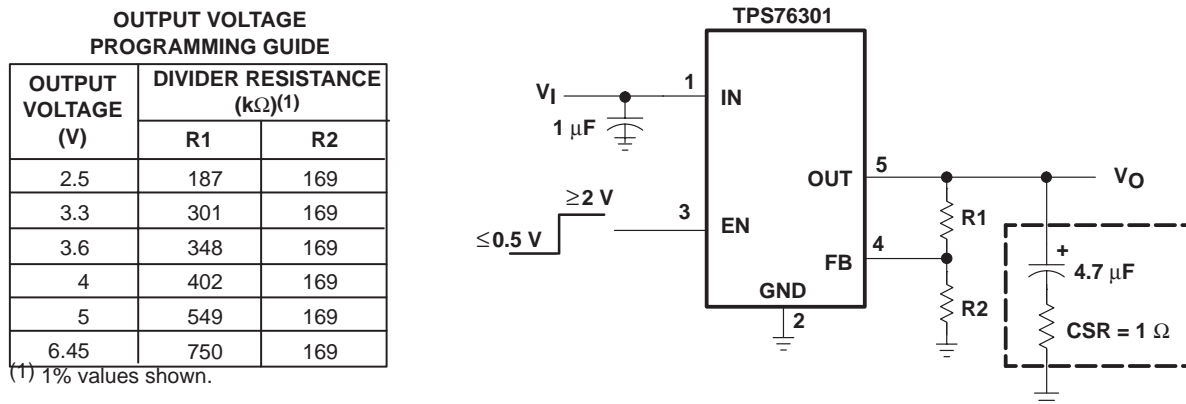 OUTPUT VOLTAGE
PROGRAMMING GUIDE
OUTPUT VOLTAGE (V)
DIVIDER RESISTANCE (kΩ)(1)
R1 R2
2.5 187 169
3.3 301 169
3.6 348 169
4 402 169
5 549 169
6.45 750 169
(1) 1% values shown.
TPS76301
VI
1 μF
1
IN
≥2 V
≤0.5 V
3
EN
OUT
5
VO
R1
4
FB
R2
GND
2
+
4.7 μF
CSR = 1 Ω